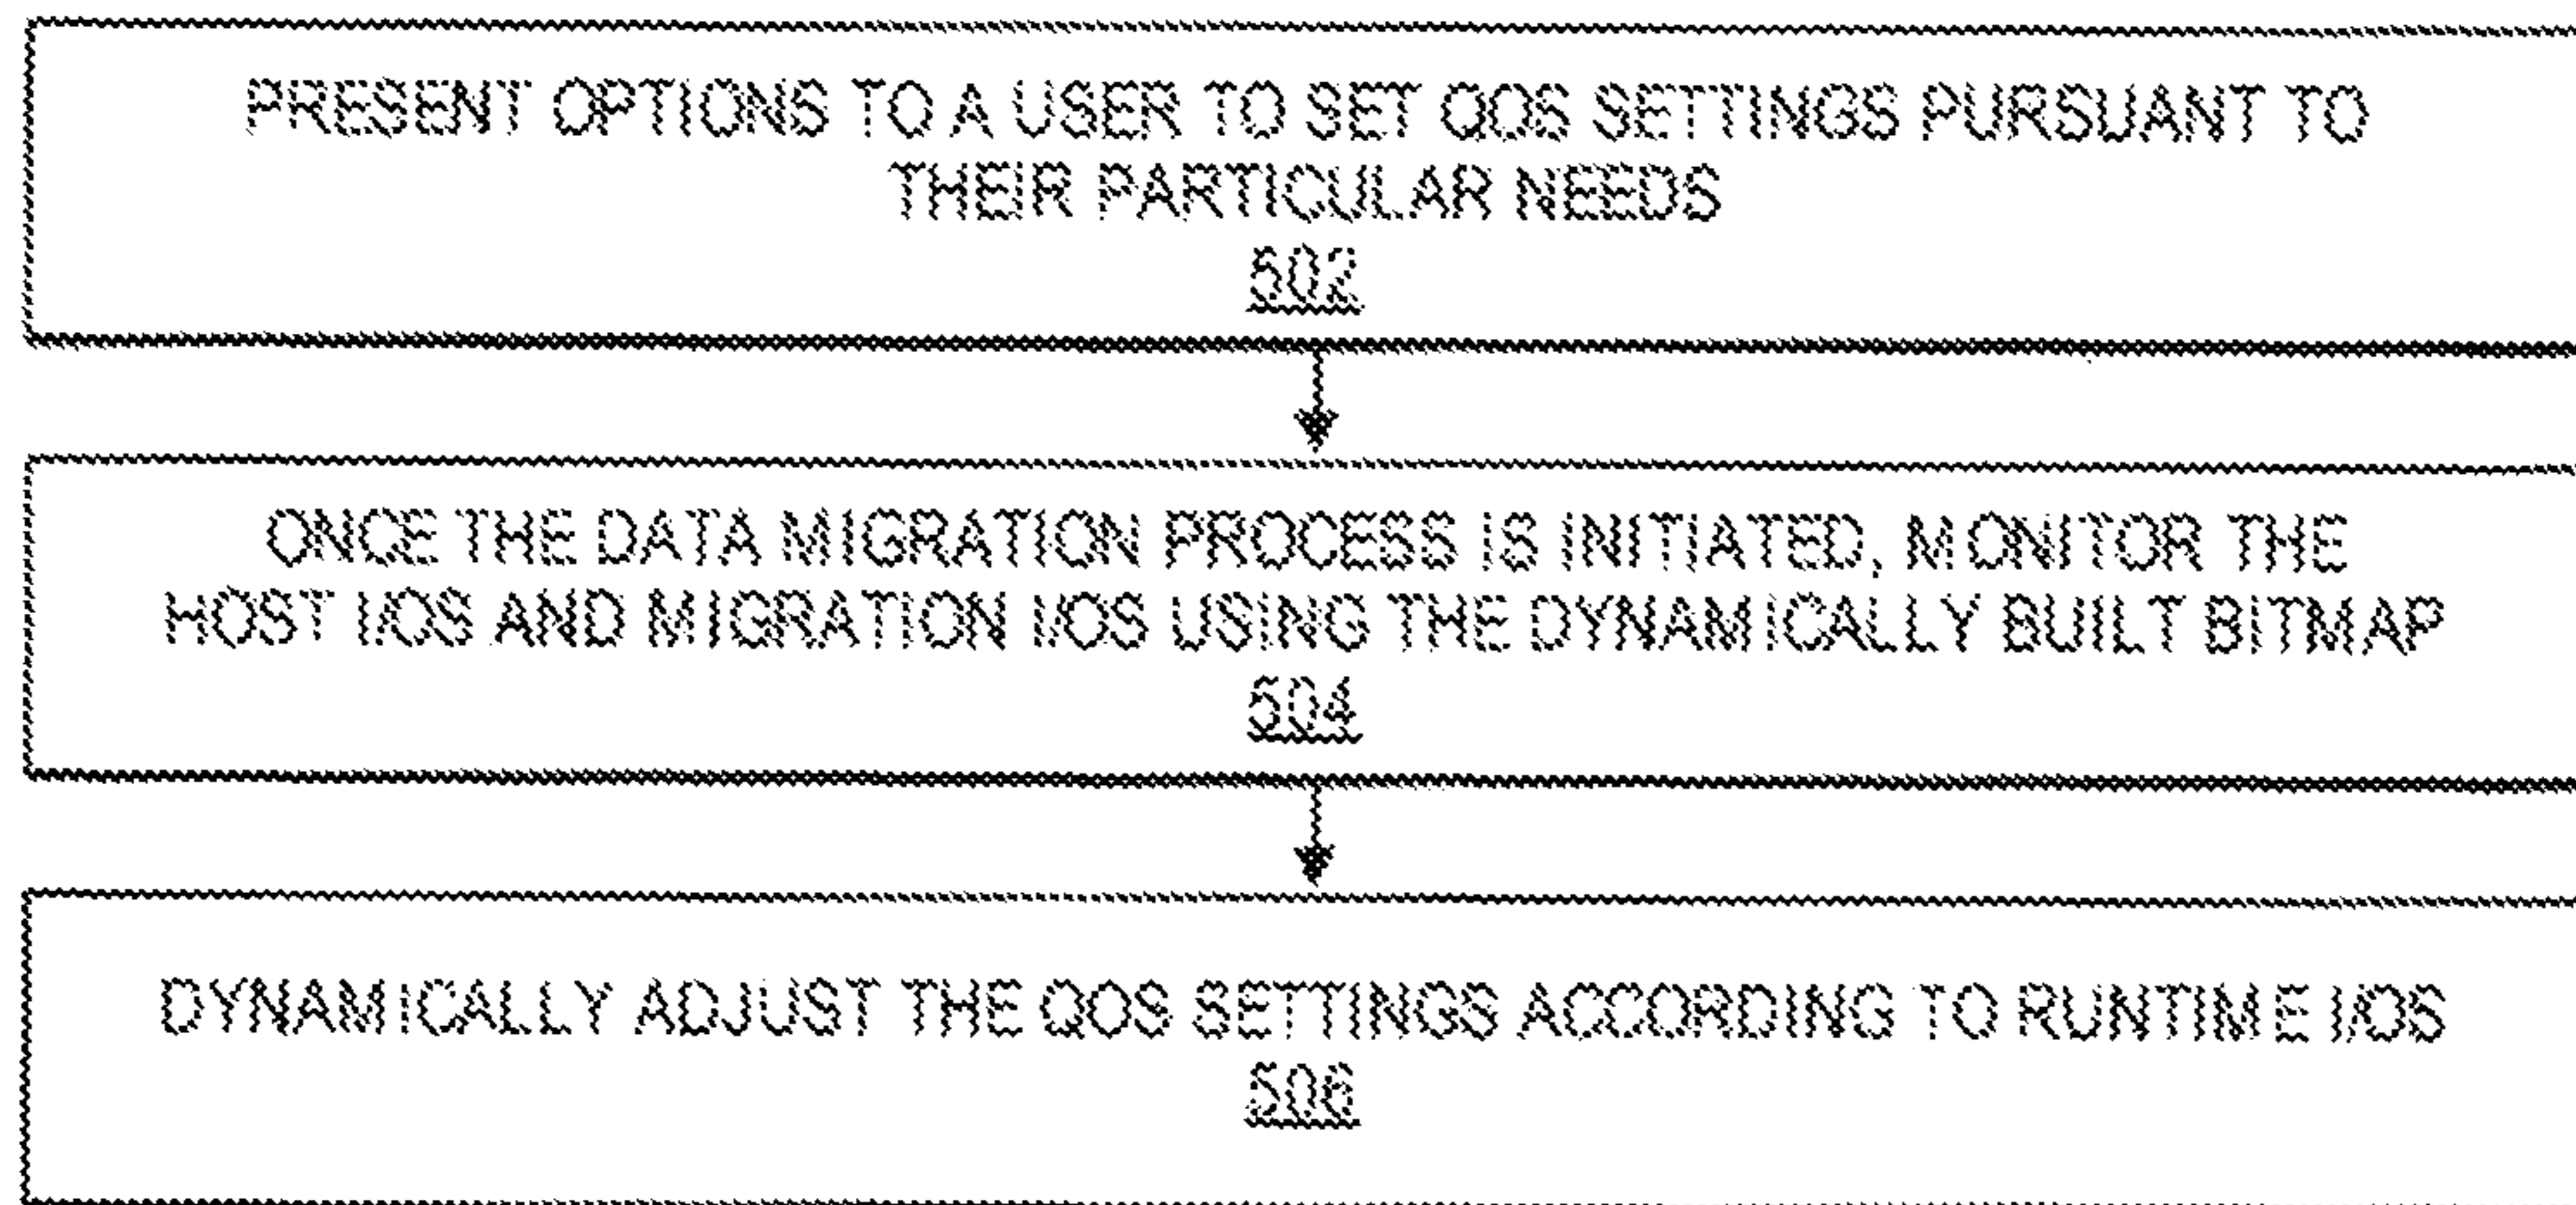 PRESENT OPTIONS TO A USER TO SET QOS SETTINGS PURSUANT TO
THEIR PARTICULAR NEEDS
502
ONCE THE DATA MIGRATION PROCESS IS INITIATED, MONITOR THE
HOST I/OS AND MIGRATION I/OS USING THE DYNAMICALLY BUILT BITMAP
504
DYNAMICALLY ADJUST THE QOS SETTINGS ACCORDING TO RUNTIME I/OS
506